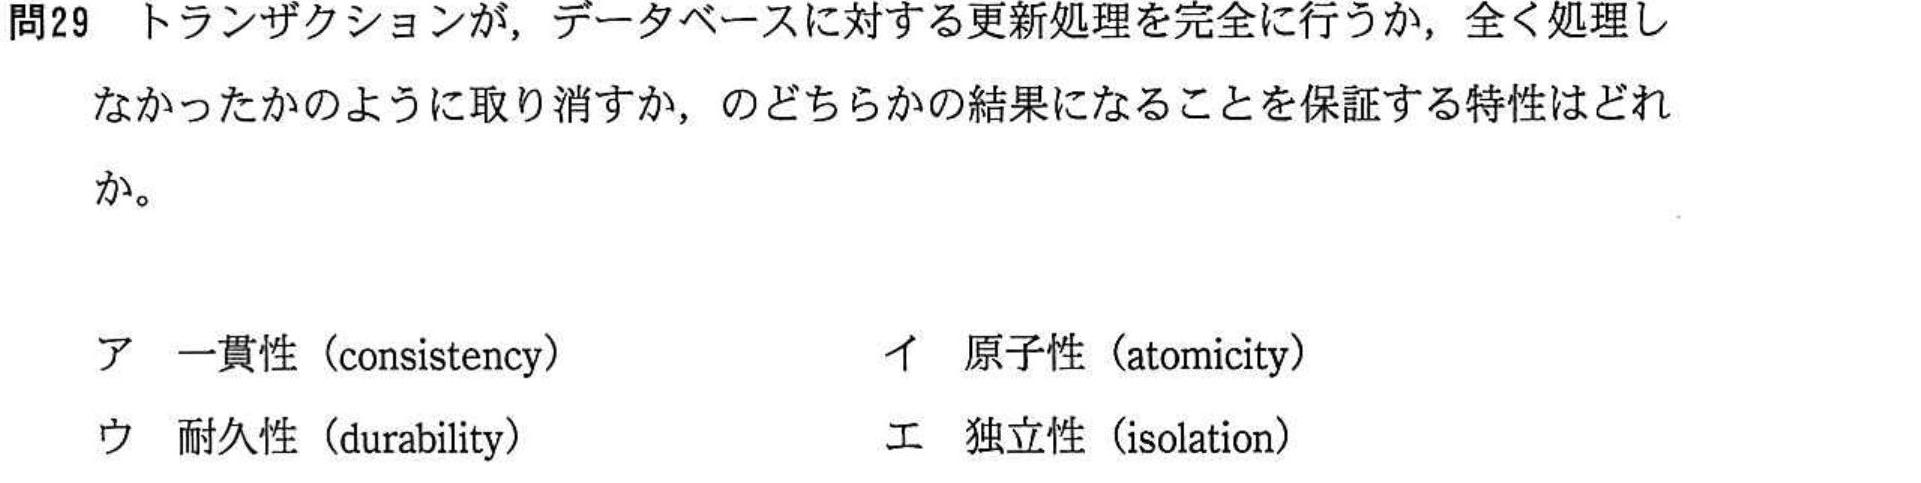 問29　トランザクションが，データベースに対する更新処理を完全に行うか，全く処理し
なかったかのように取り消すか，のどちらかの結果になることを保証する特性はどれ
か。
ア　一貫性（consistency）　イ　原子性（atomicity）
ウ　耐久性（durability）　エ　独立性（isolation）